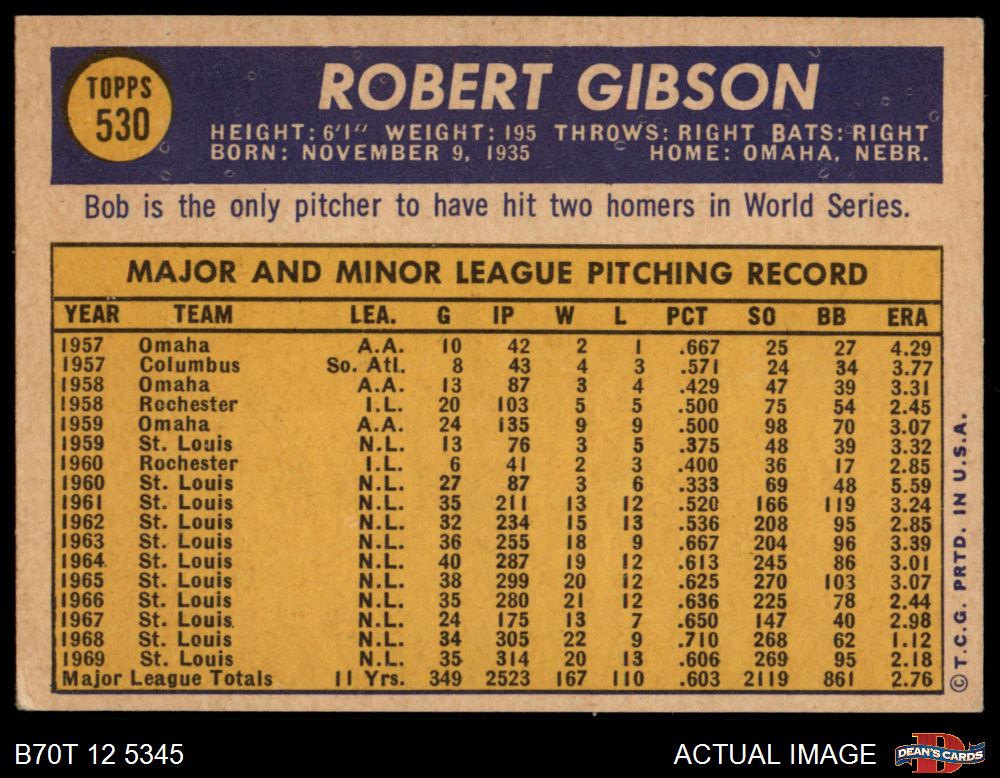 TOPPS
530
ROBERT GIBSON
HEIGHT: 6'1" WEIGHT: 195 THROWS: RIGHT BATS: RIGHT
BORN: NOVEMBER 9, 1935 HOME: OMAHA, NEBR.
Bob is the only pitcher to have hit two homers in World Series.
MAJOR AND MINOR LEAGUE PITCHING RECORD
YEAR TEAM LEA. G IP W L PCT SO BB ERA
1957 Omaha A.A. 10 42 2 1 .667 25 27 4.29
1957 Columbus So. Atl. 8 43 4 3 .571 24 34 3.77
1958 Omaha A.A. 13 87 3 4 .429 47 39 3.31
1958 Rochester I.L. 20 103 5 5 .500 75 54 2.45
1959 Omaha A.A. 24 135 9 9 .500 98 70 3.07
1959 St. Louis N.L. 13 76 3 5 .375 48 39 3.32
1960 Rochester I.L. 6 41 2 3 .400 36 17 2.85
1960 St. Louis N.L. 27 87 3 6 .333 69 48 5.59
1961 St. Louis N.L. 35 211 13 12 .520 166 119 3.24
1962 St. Louis N.L. 32 234 15 13 .536 208 95 2.85
1963 St. Louis N.L. 36 255 18 9 .667 204 96 3.39
1964 St. Louis N.L. 40 287 19 12 .613 245 86 3.01
1965 St. Louis N.L. 38 299 20 12 .625 270 103 3.07
1966 St. Louis N.L. 35 280 21 12 .636 225 78 2.44
1967 St. Louis N.L. 24 175 13 7 .650 147 40 2.98
1968 St. Louis N.L. 34 305 22 9 .710 268 62 1.12
1969 St. Louis N.L. 35 314 20 13 .606 269 95 2.18
Major League Totals 11 Yrs. 349 2523 167 110 .603 2119 861 2.76
© T.C.G. PRTD. IN U.S.A.
B70T 12 5345 ACTUAL IMAGE
DEAN'S CARDS